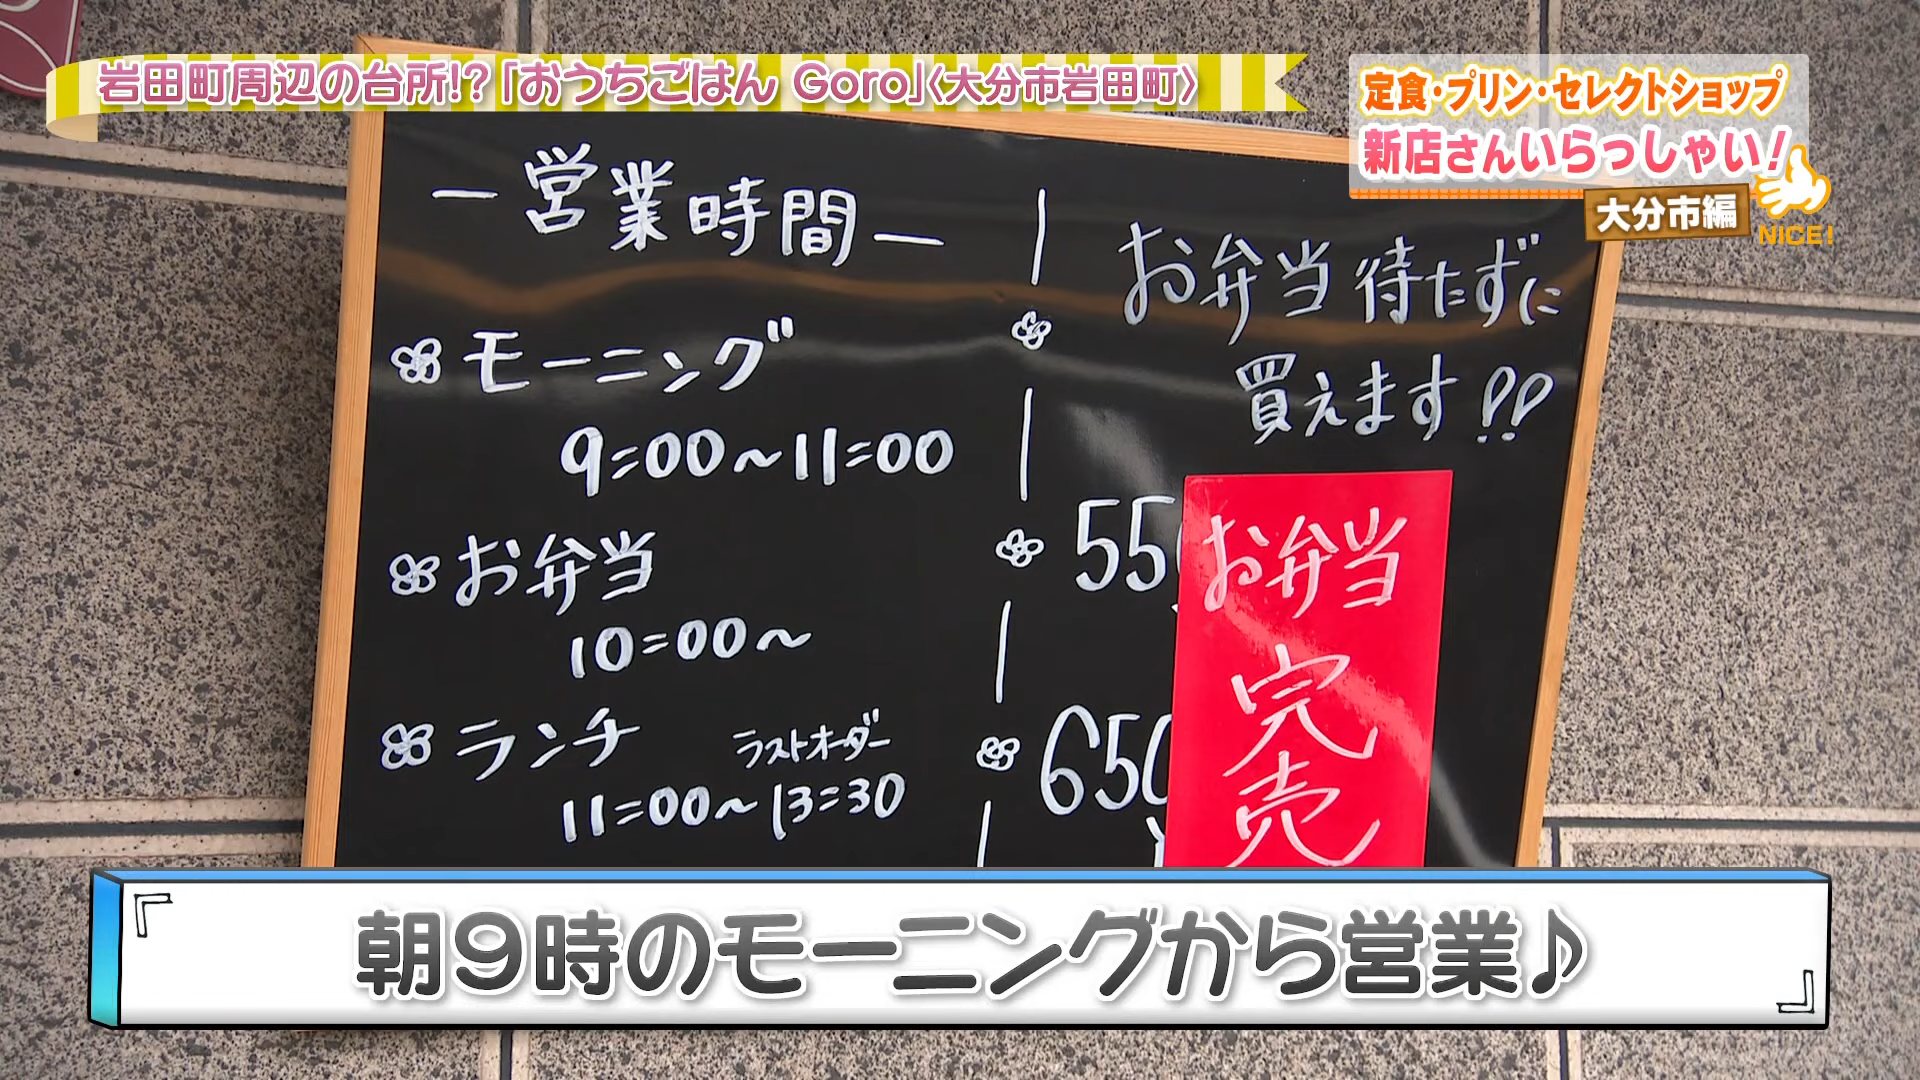 岩田町周辺の台所!?「おうちごはん Goro」〈大分市岩田町〉
定食・プリン・セレクトショップ
新店さんいらっしゃい!
大分市編
NICE!
－営業時間－
モーニング
9=00～11=00
お弁当
10=00～
ランチ
ラストオーダー
11=00～13=30
お弁当待たずに
買えます!!
55
650
お弁当
完売
『朝9時のモーニングから営業♪』